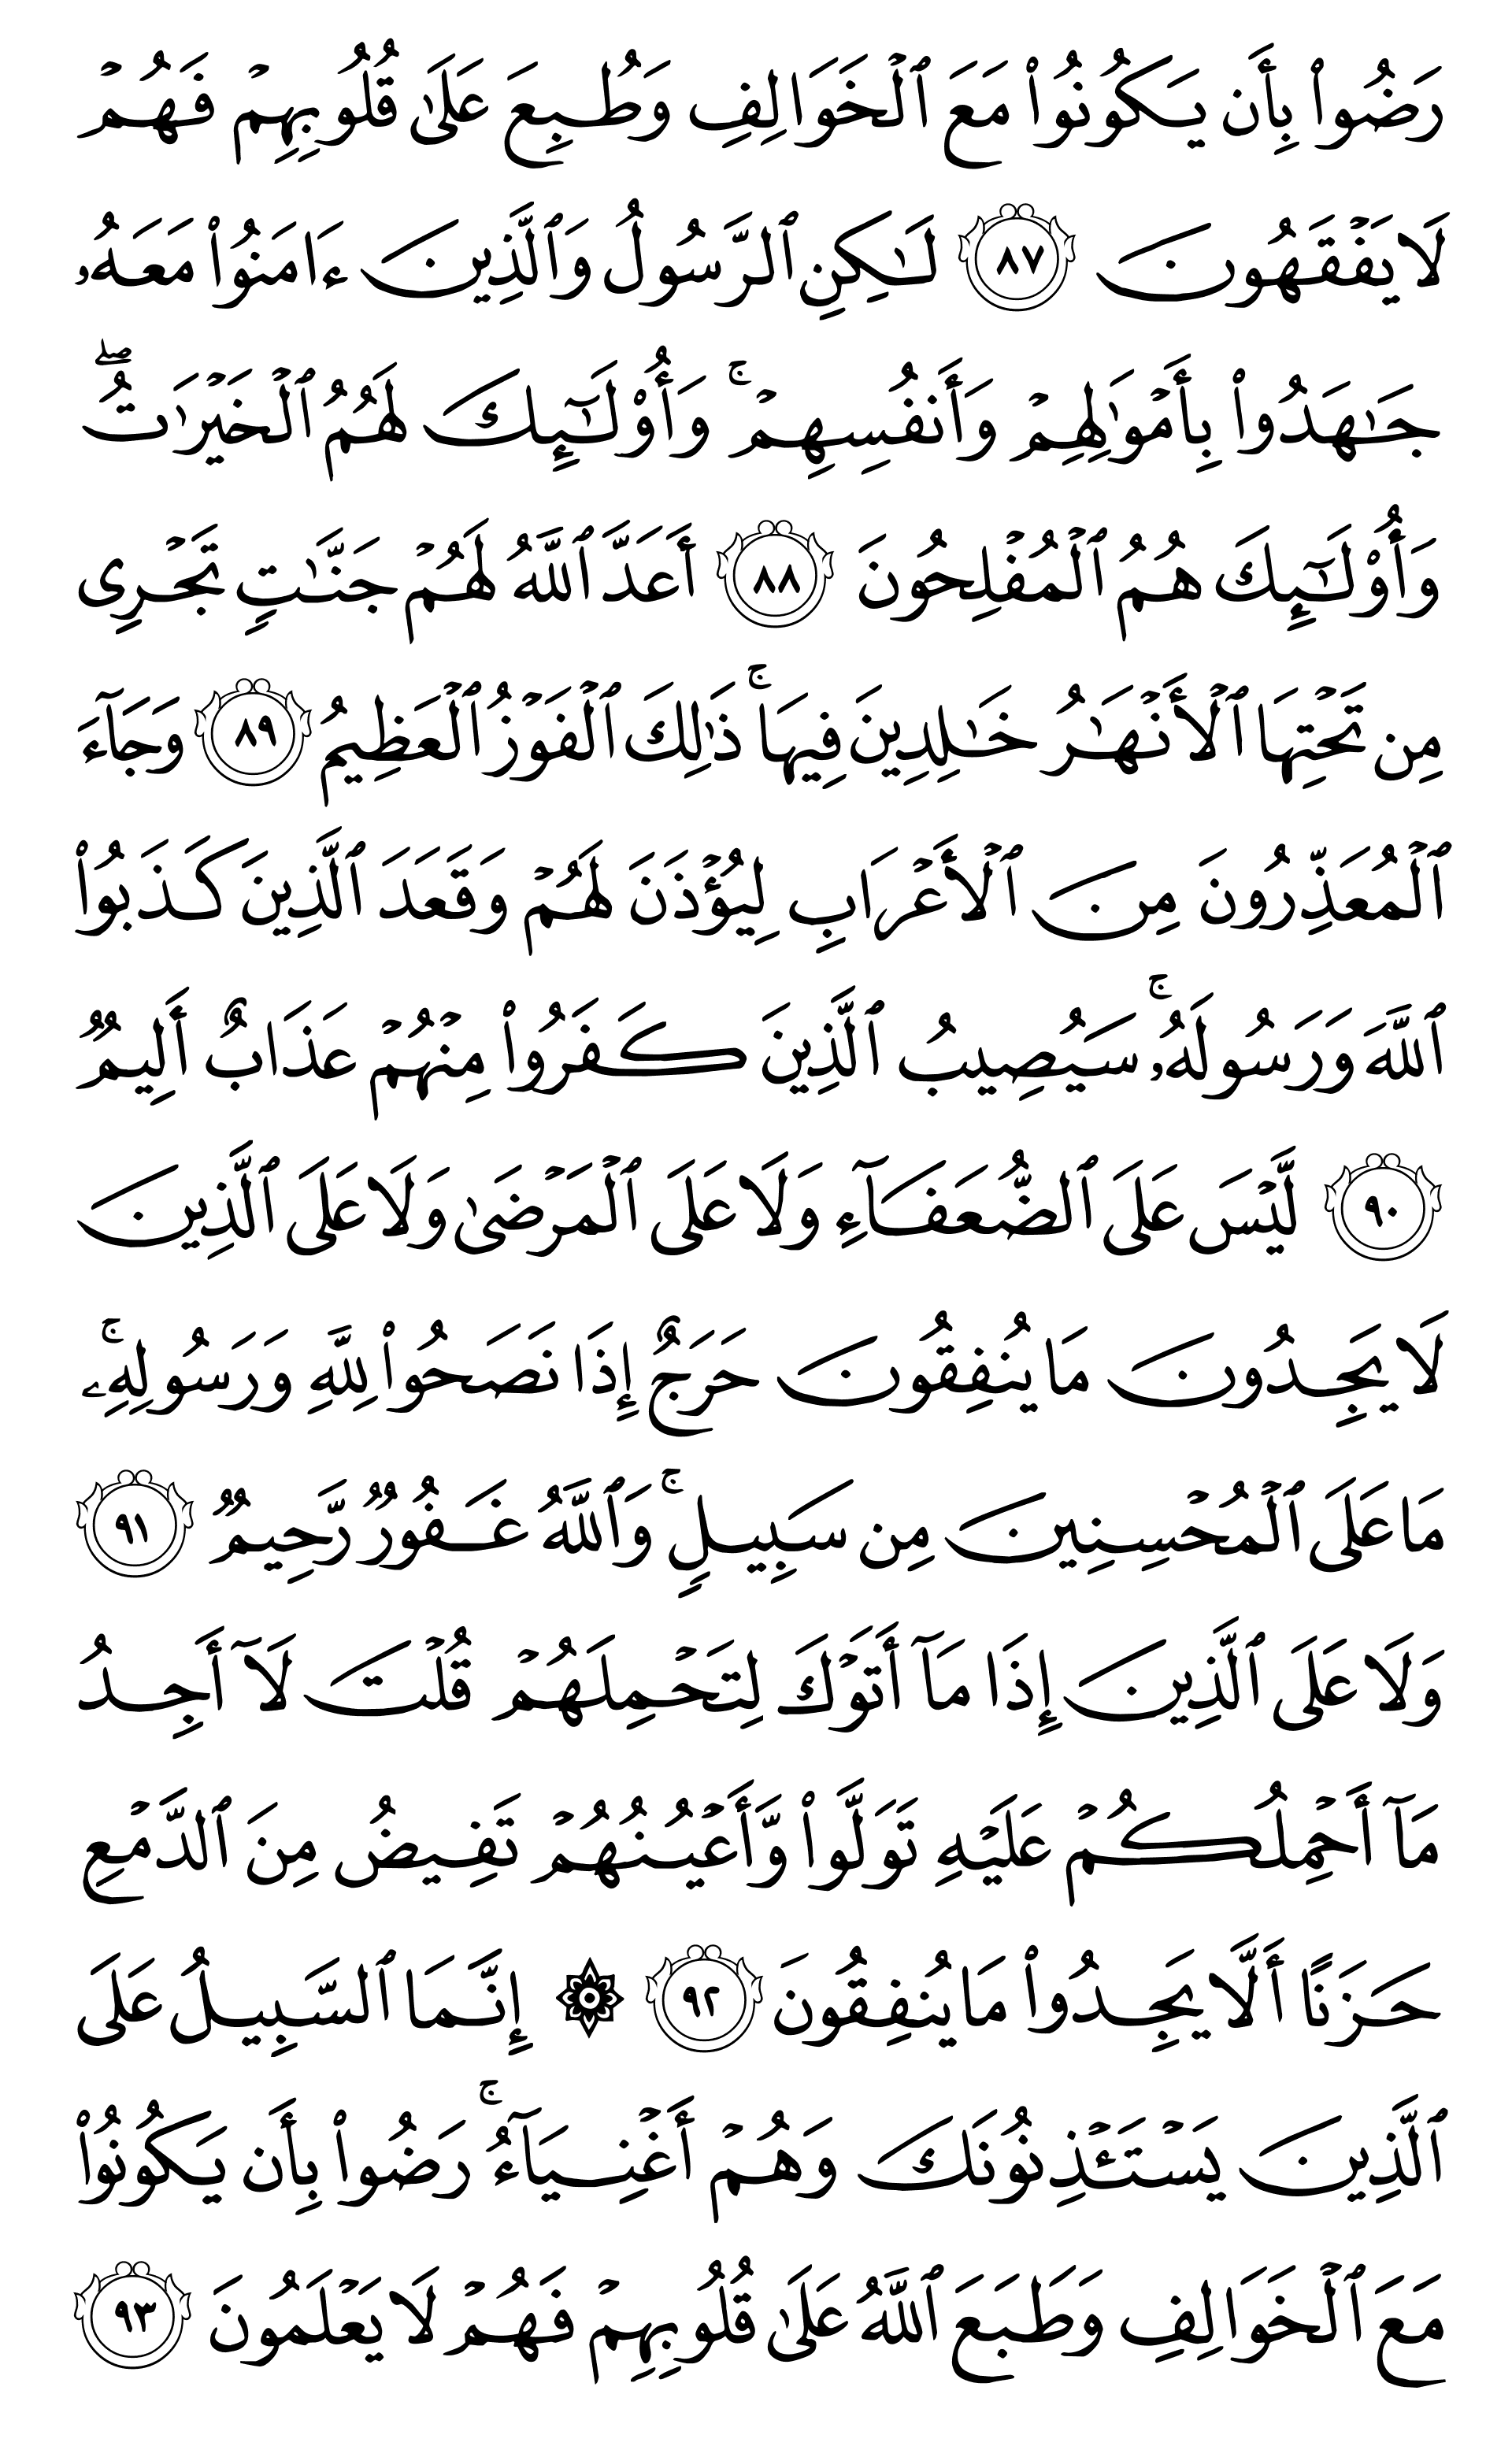 رَضُوا۟ بِأَن يَكُونُوا۟ مَعَ ٱلْخَوَالِفِ وَطُبِعَ عَلَىٰ قُلُوبِهِمْ فَهُمْ
لَا يَفْقَهُونَ ٨٧ لَـٰكِنِ ٱلرَّسُولُ وَٱلَّذِينَ ءَامَنُوا۟ مَعَهُۥ
جَـٰهَدُوا۟ بِأَمْوَٰلِهِمْ وَأَنفُسِهِمْ ۚ وَأُو۟لَـٰٓئِكَ لَهُمُ ٱلْخَيْرَٰتُ ۖ
وَأُو۟لَـٰٓئِكَ هُمُ ٱلْمُفْلِحُونَ ٨٨ أَعَدَّ ٱللَّهُ لَهُمْ جَنَّـٰتٍ تَجْرِى
مِن تَحْتِهَا ٱلْأَنْهَـٰرُ خَـٰلِدِينَ فِيهَا ۚ ذَٰلِكَ ٱلْفَوْزُ ٱلْعَظِيمُ ٨٩ وَجَآءَ
ٱلْمُعَذِّرُونَ مِنَ ٱلْأَعْرَابِ لِيُؤْذَنَ لَهُمْ وَقَعَدَ ٱلَّذِينَ كَذَبُوا۟
ٱللَّهَ وَرَسُولَهُۥ ۚ سَيُصِيبُ ٱلَّذِينَ كَفَرُوا۟ مِنْهُمْ عَذَابٌ أَلِيمٌ
٩٠ لَّيْسَ عَلَى ٱلضُّعَفَآءِ وَلَا عَلَى ٱلْمَرْضَىٰ وَلَا عَلَى ٱلَّذِينَ
لَا يَجِدُونَ مَا يُنفِقُونَ حَرَجٌ إِذَا نَصَحُوا۟ لِلَّهِ وَرَسُولِهِۦ ۚ
مَا عَلَى ٱلْمُحْسِنِينَ مِن سَبِيلٍ ۚ وَٱللَّهُ غَفُورٌ رَّحِيمٌ ٩١
وَلَا عَلَى ٱلَّذِينَ إِذَا مَآ أَتَوْكَ لِتَحْمِلَهُمْ قُلْتَ لَآ أَجِدُ
مَآ أَحْمِلُكُمْ عَلَيْهِ تَوَلَّوا۟ وَّأَعْيُنُهُمْ تَفِيضُ مِنَ ٱلدَّمْعِ
حَزَنًا أَلَّا يَجِدُوا۟ مَا يُنفِقُونَ ٩٢ ۞ إِنَّمَا ٱلسَّبِيلُ عَلَى
ٱلَّذِينَ يَسْتَـْٔذِنُونَكَ وَهُمْ أَغْنِيَآءُ ۚ رَضُوا۟ بِأَن يَكُونُوا۟
مَعَ ٱلْخَوَالِفِ وَطَبَعَ ٱللَّهُ عَلَىٰ قُلُوبِهِمْ فَهُمْ لَا يَعْلَمُونَ ٩٣